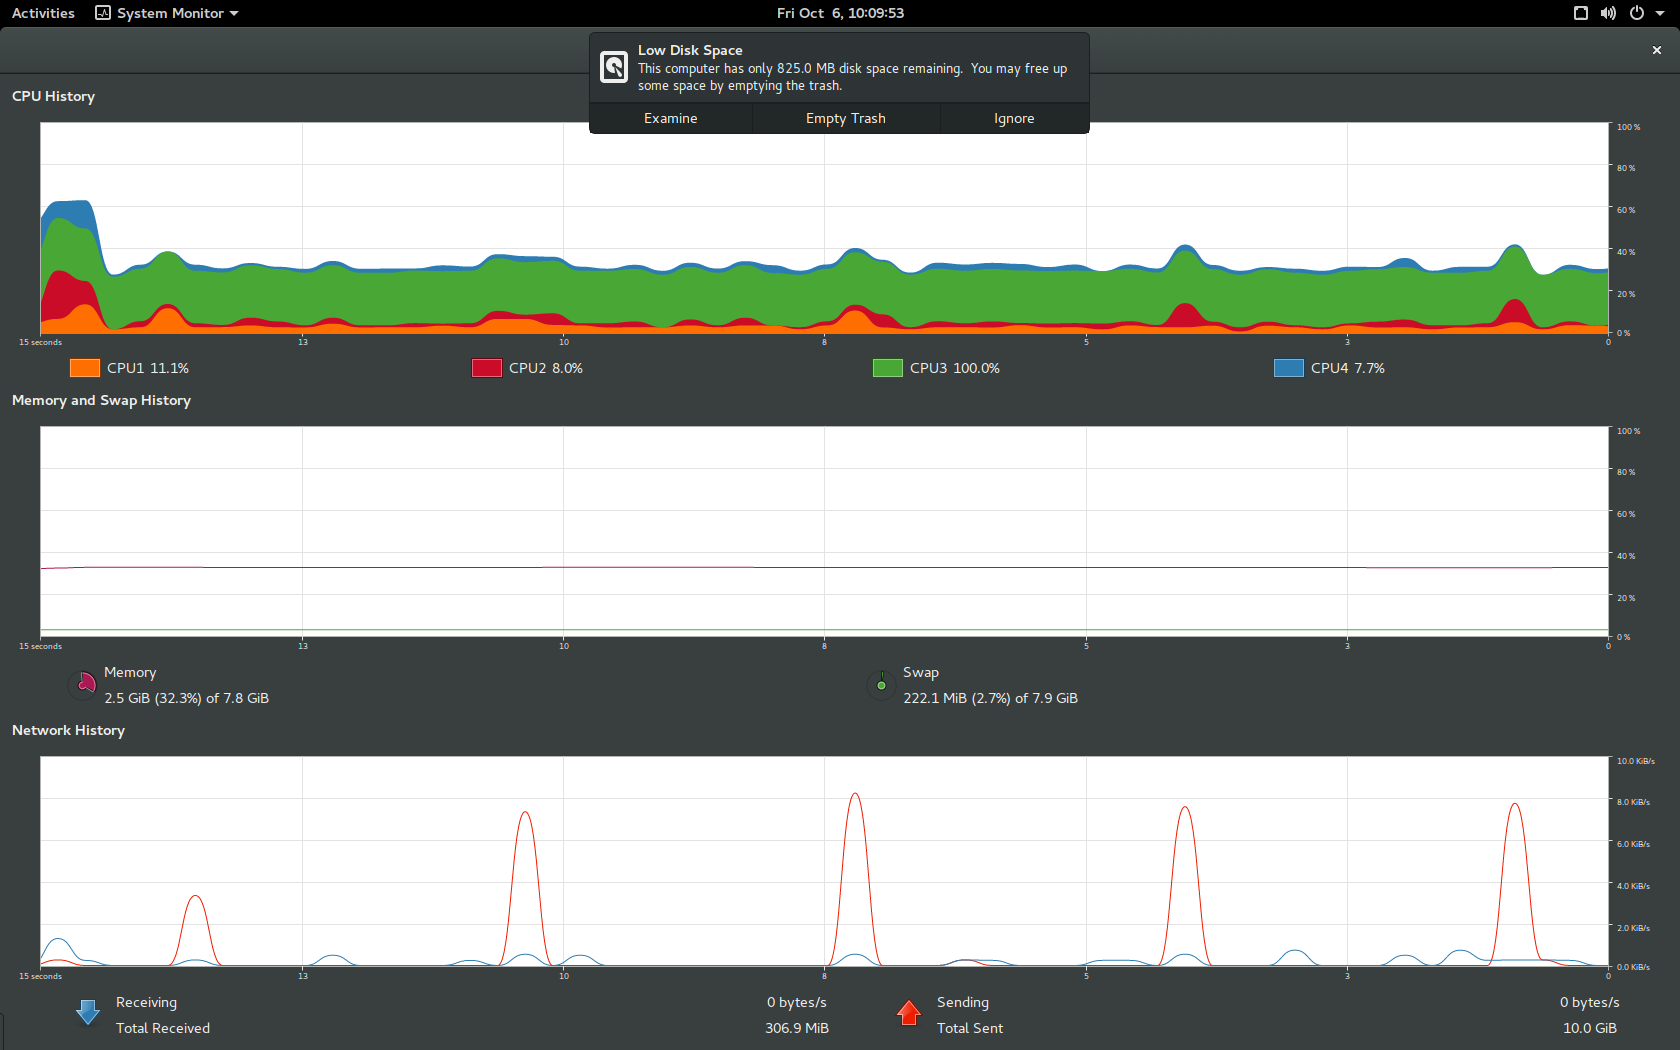 Activities
System Monitor
Fri Oct 6, 10:09:53
Low Disk Space
This computer has only 825.0 MB disk space remaining. You may free up
some space by emptying the trash.
Examine
Empty Trash
Ignore
CPU History
100 %
80 %
60 %
40 %
20 %
0 %
15 seconds
13
10
8
5
3
0
CPU1 11.1%
CPU2 8.0%
CPU3 100.0%
CPU4 7.7%
Memory and Swap History
100 %
80 %
60 %
40 %
20 %
0 %
15 seconds
13
10
8
5
3
0
Memory
2.5 GiB (32.3%) of 7.8 GiB
Swap
222.1 MiB (2.7%) of 7.9 GiB
Network History
10.0 KiB/s
8.0 KiB/s
6.0 KiB/s
4.0 KiB/s
2.0 KiB/s
0.0 KiB/s
15 seconds
13
10
8
5
3
0
Receiving
0 bytes/s
Total Received
306.9 MiB
Sending
0 bytes/s
Total Sent
10.0 GiB